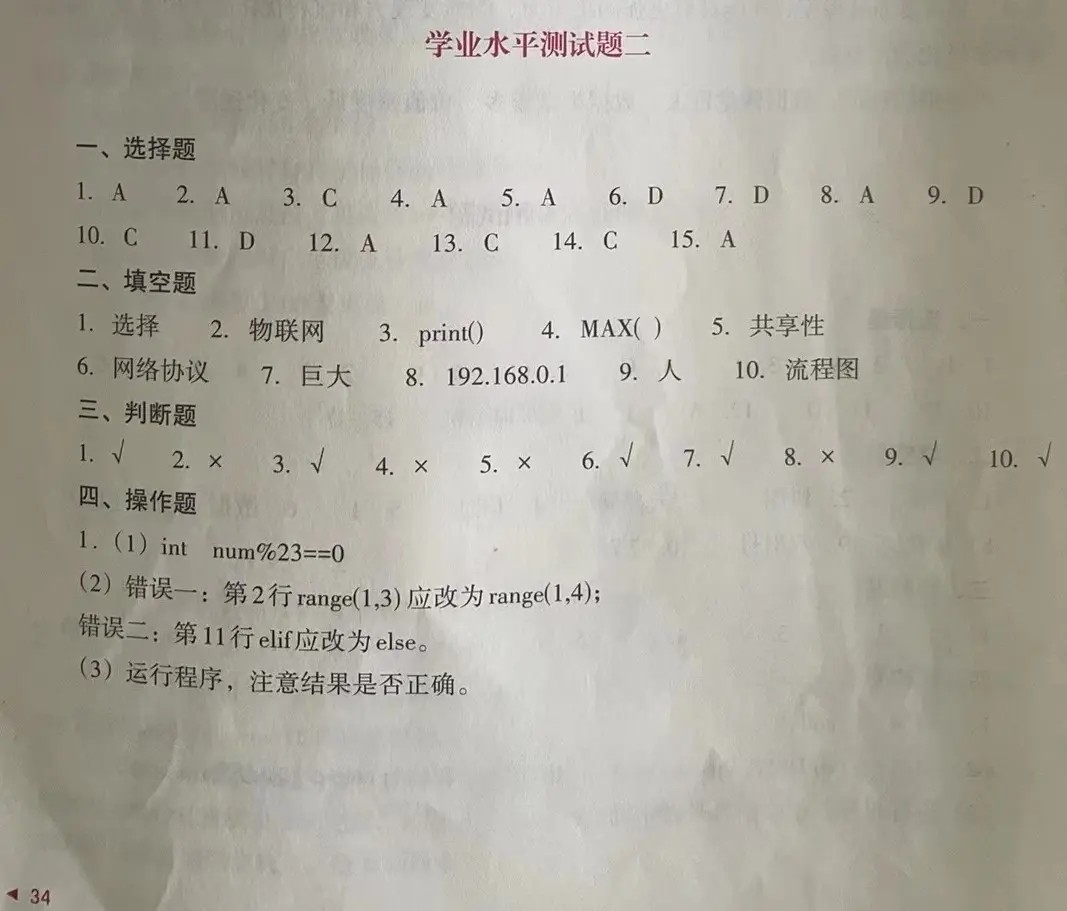 学业水平测试题二
一、选择题
1. A 2. A 3. C 4. A 5. A 6. D 7. D 8. A 9. D
10. C 11. D 12. A 13. C 14. C 15. A
二、填空题
1. 选择 2. 物联网 3. print() 4. MAX( ) 5. 共享性
6. 网络协议 7. 巨大 8. 192.168.0.1 9. 人 10. 流程图
三、判断题
1. √ 2. × 3. √ 4. × 5. × 6. √ 7. √ 8. × 9. √ 10. √
四、操作题
1.（1）int num%23==0
（2）错误一：第2行range(1,3)应改为range(1,4)；
错误二：第11行elif应改为else。
（3）运行程序，注意结果是否正确。
◄ 34